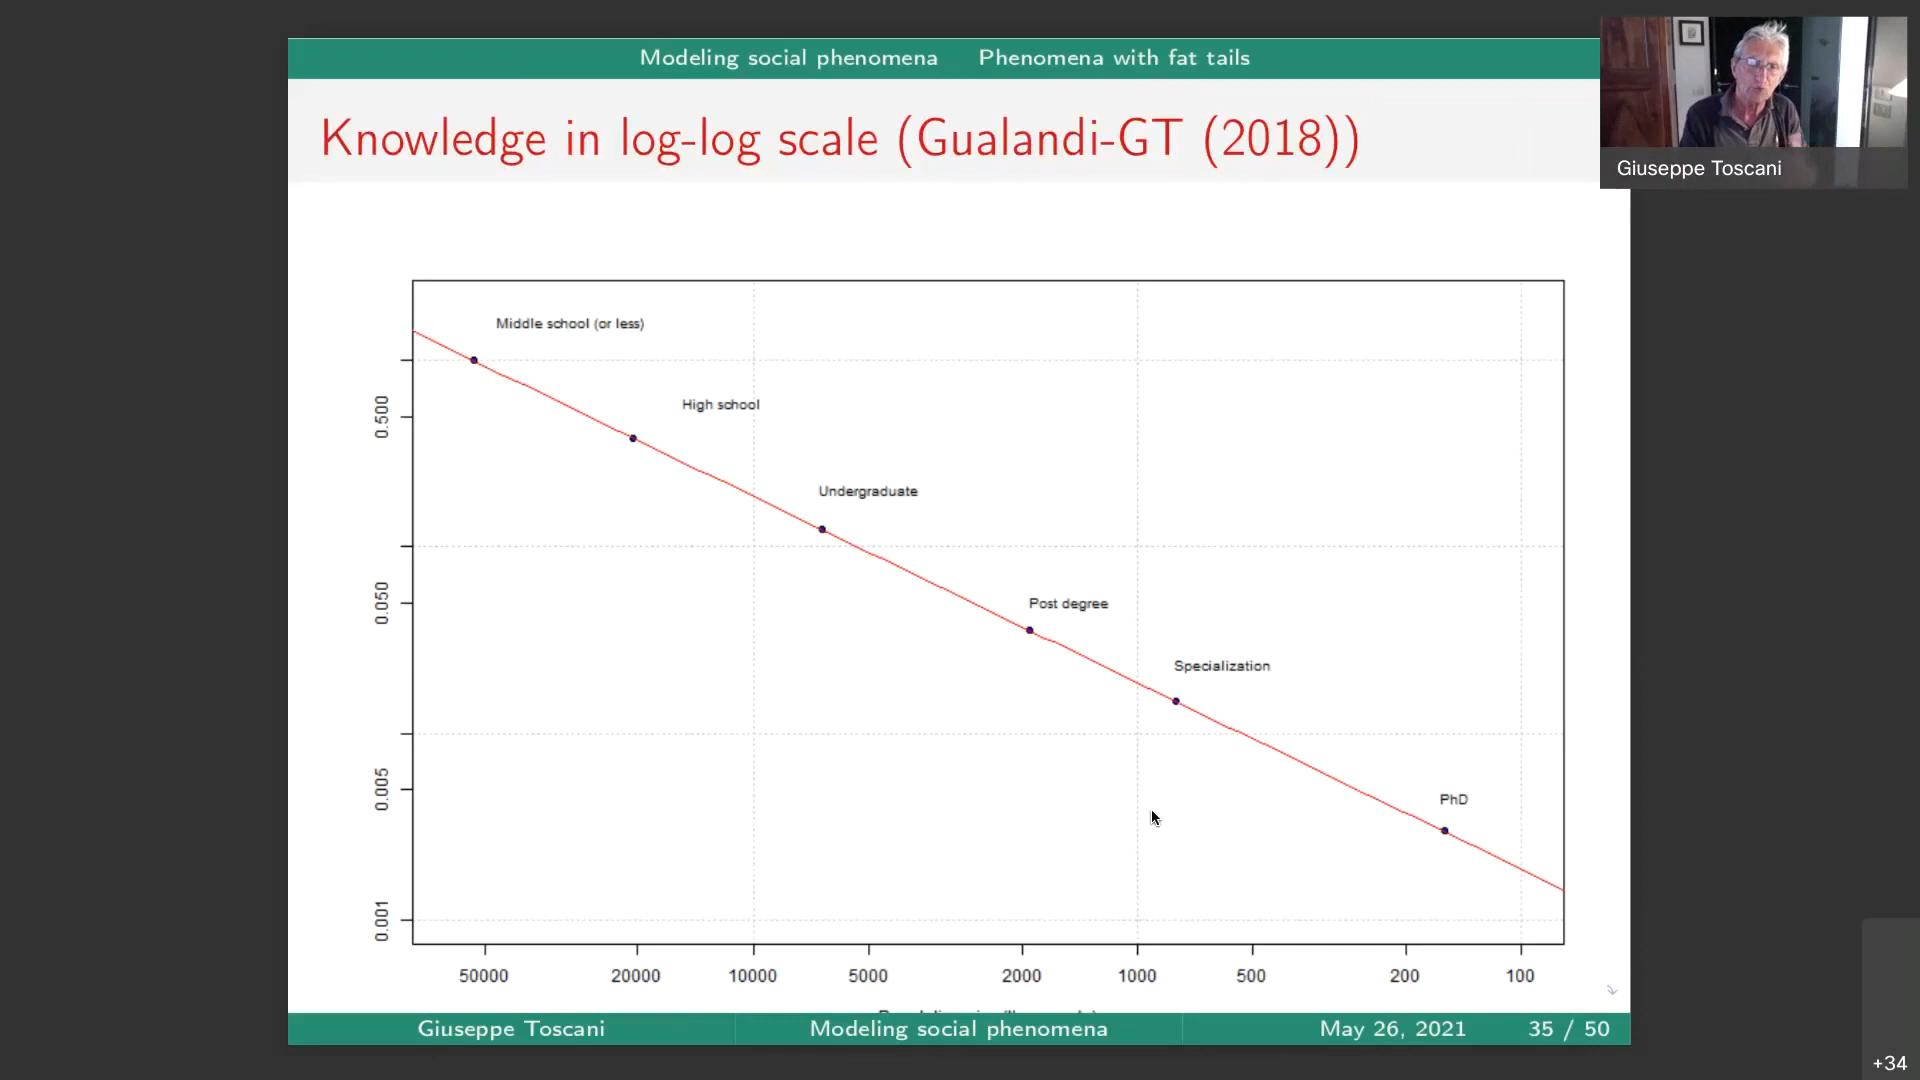 Modeling social phenomena Phenomena with fat tails
Knowledge in log-log scale (Gualandi-GT (2018))
Giuseppe Toscani
Middle school (or less)
High school
0.500
Undergraduate
0.050
Post degree
Specialization
0.005
PhD
0.001
50000 20000 10000 5000 2000 1000 500 200 100
Giuseppe Toscani Modeling social phenomena May 26, 2021 35 / 50
+34